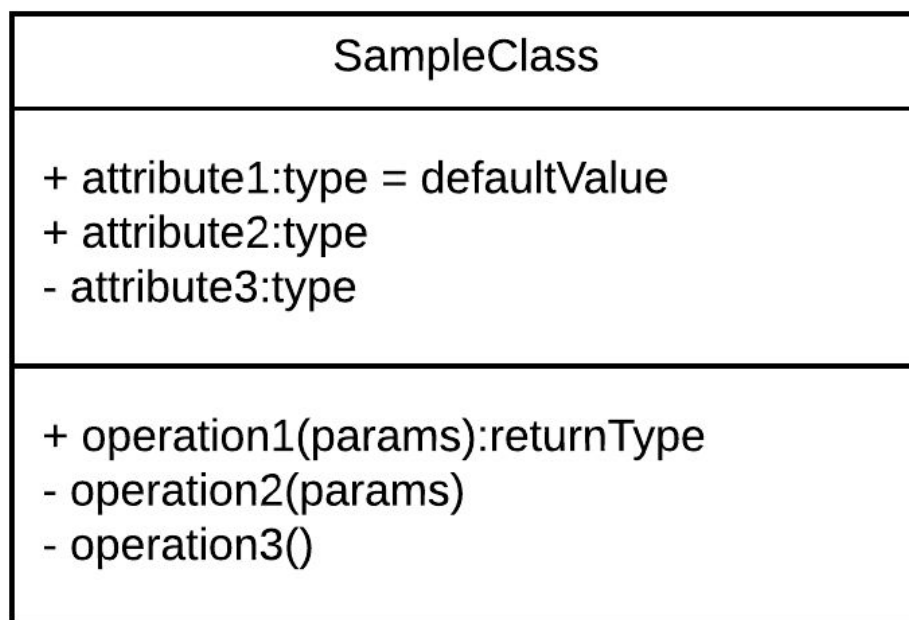 SampleClass
+ attribute1:type = defaultValue
+ attribute2:type
- attribute3:type
+ operation1(params):returnType
- operation2(params)
- operation3()